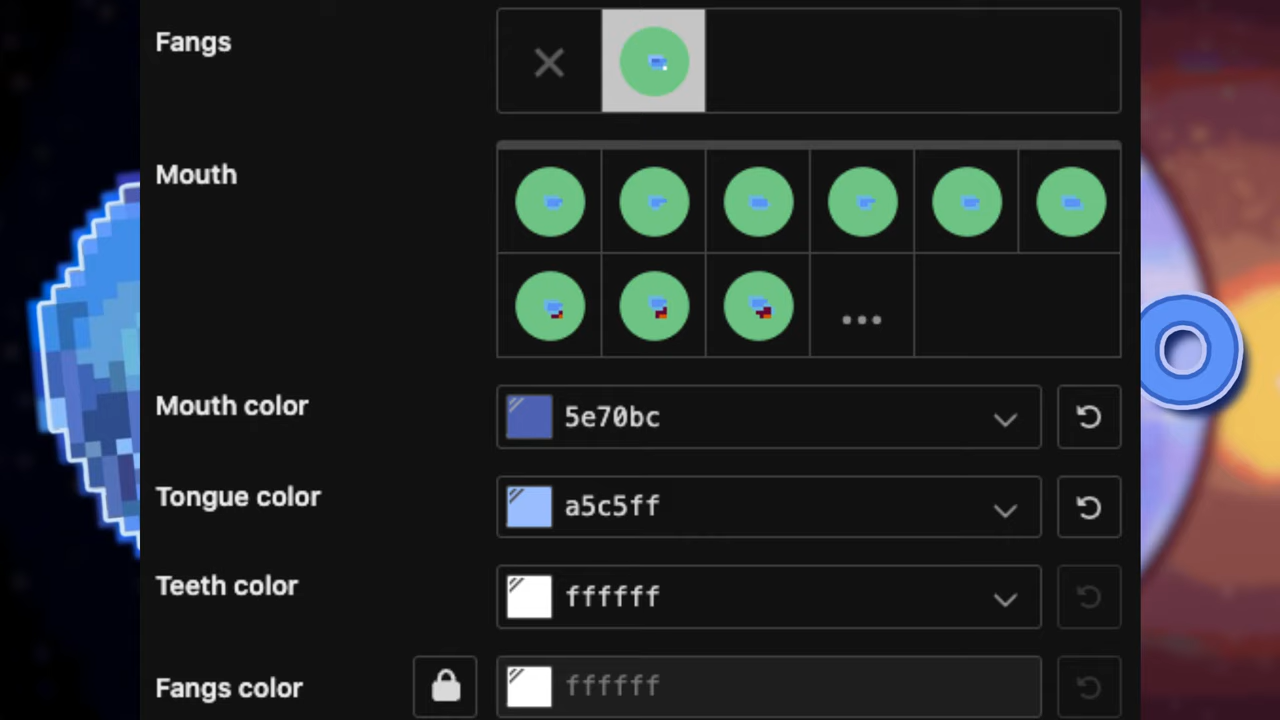 Fangs
Mouth
...
Mouth color
5e70bc
Tongue color
a5c5ff
Teeth color
ffffff
Fangs color
ffffff